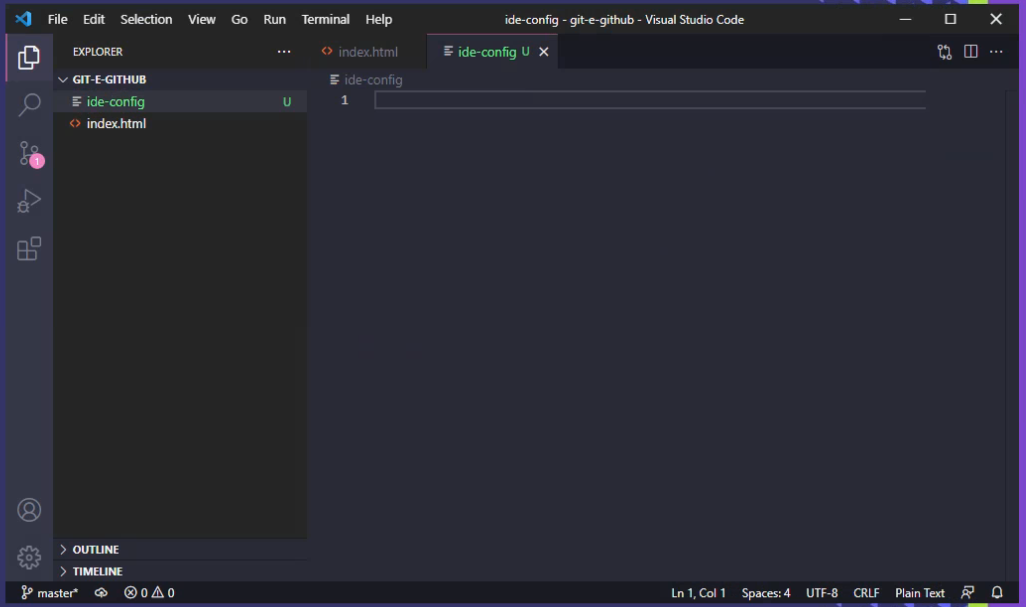 File Edit Selection View Go Run Terminal Help ide-config - git-e-github - Visual Studio Code
EXPLORER
index.html
ide-config U
GIT-E-GITHUB
ide-config
ide-config U
1
index.html
1
OUTLINE
TIMELINE
master* 0 0 Ln 1, Col 1 Spaces: 4 UTF-8 CRLF Plain Text